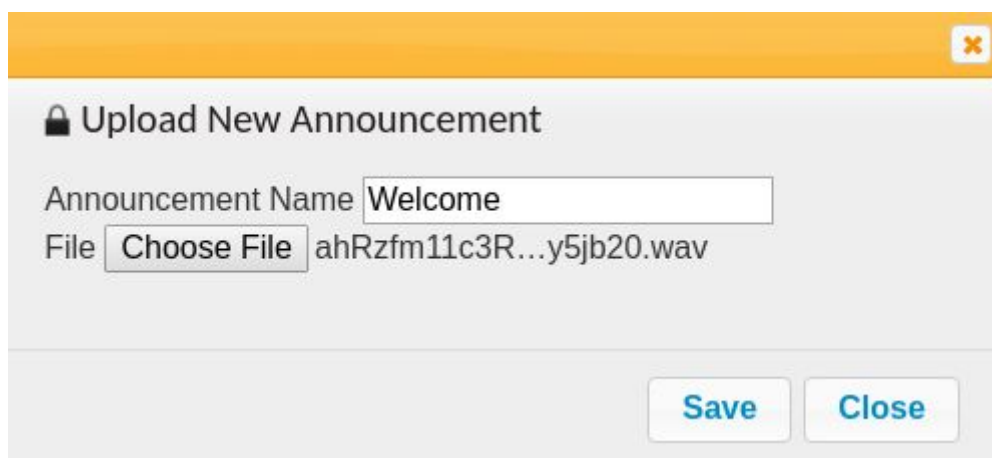 Upload New Announcement
Announcement Name Welcome
File Choose File ahRzfm11c3R…y5jb20.wav
Save Close